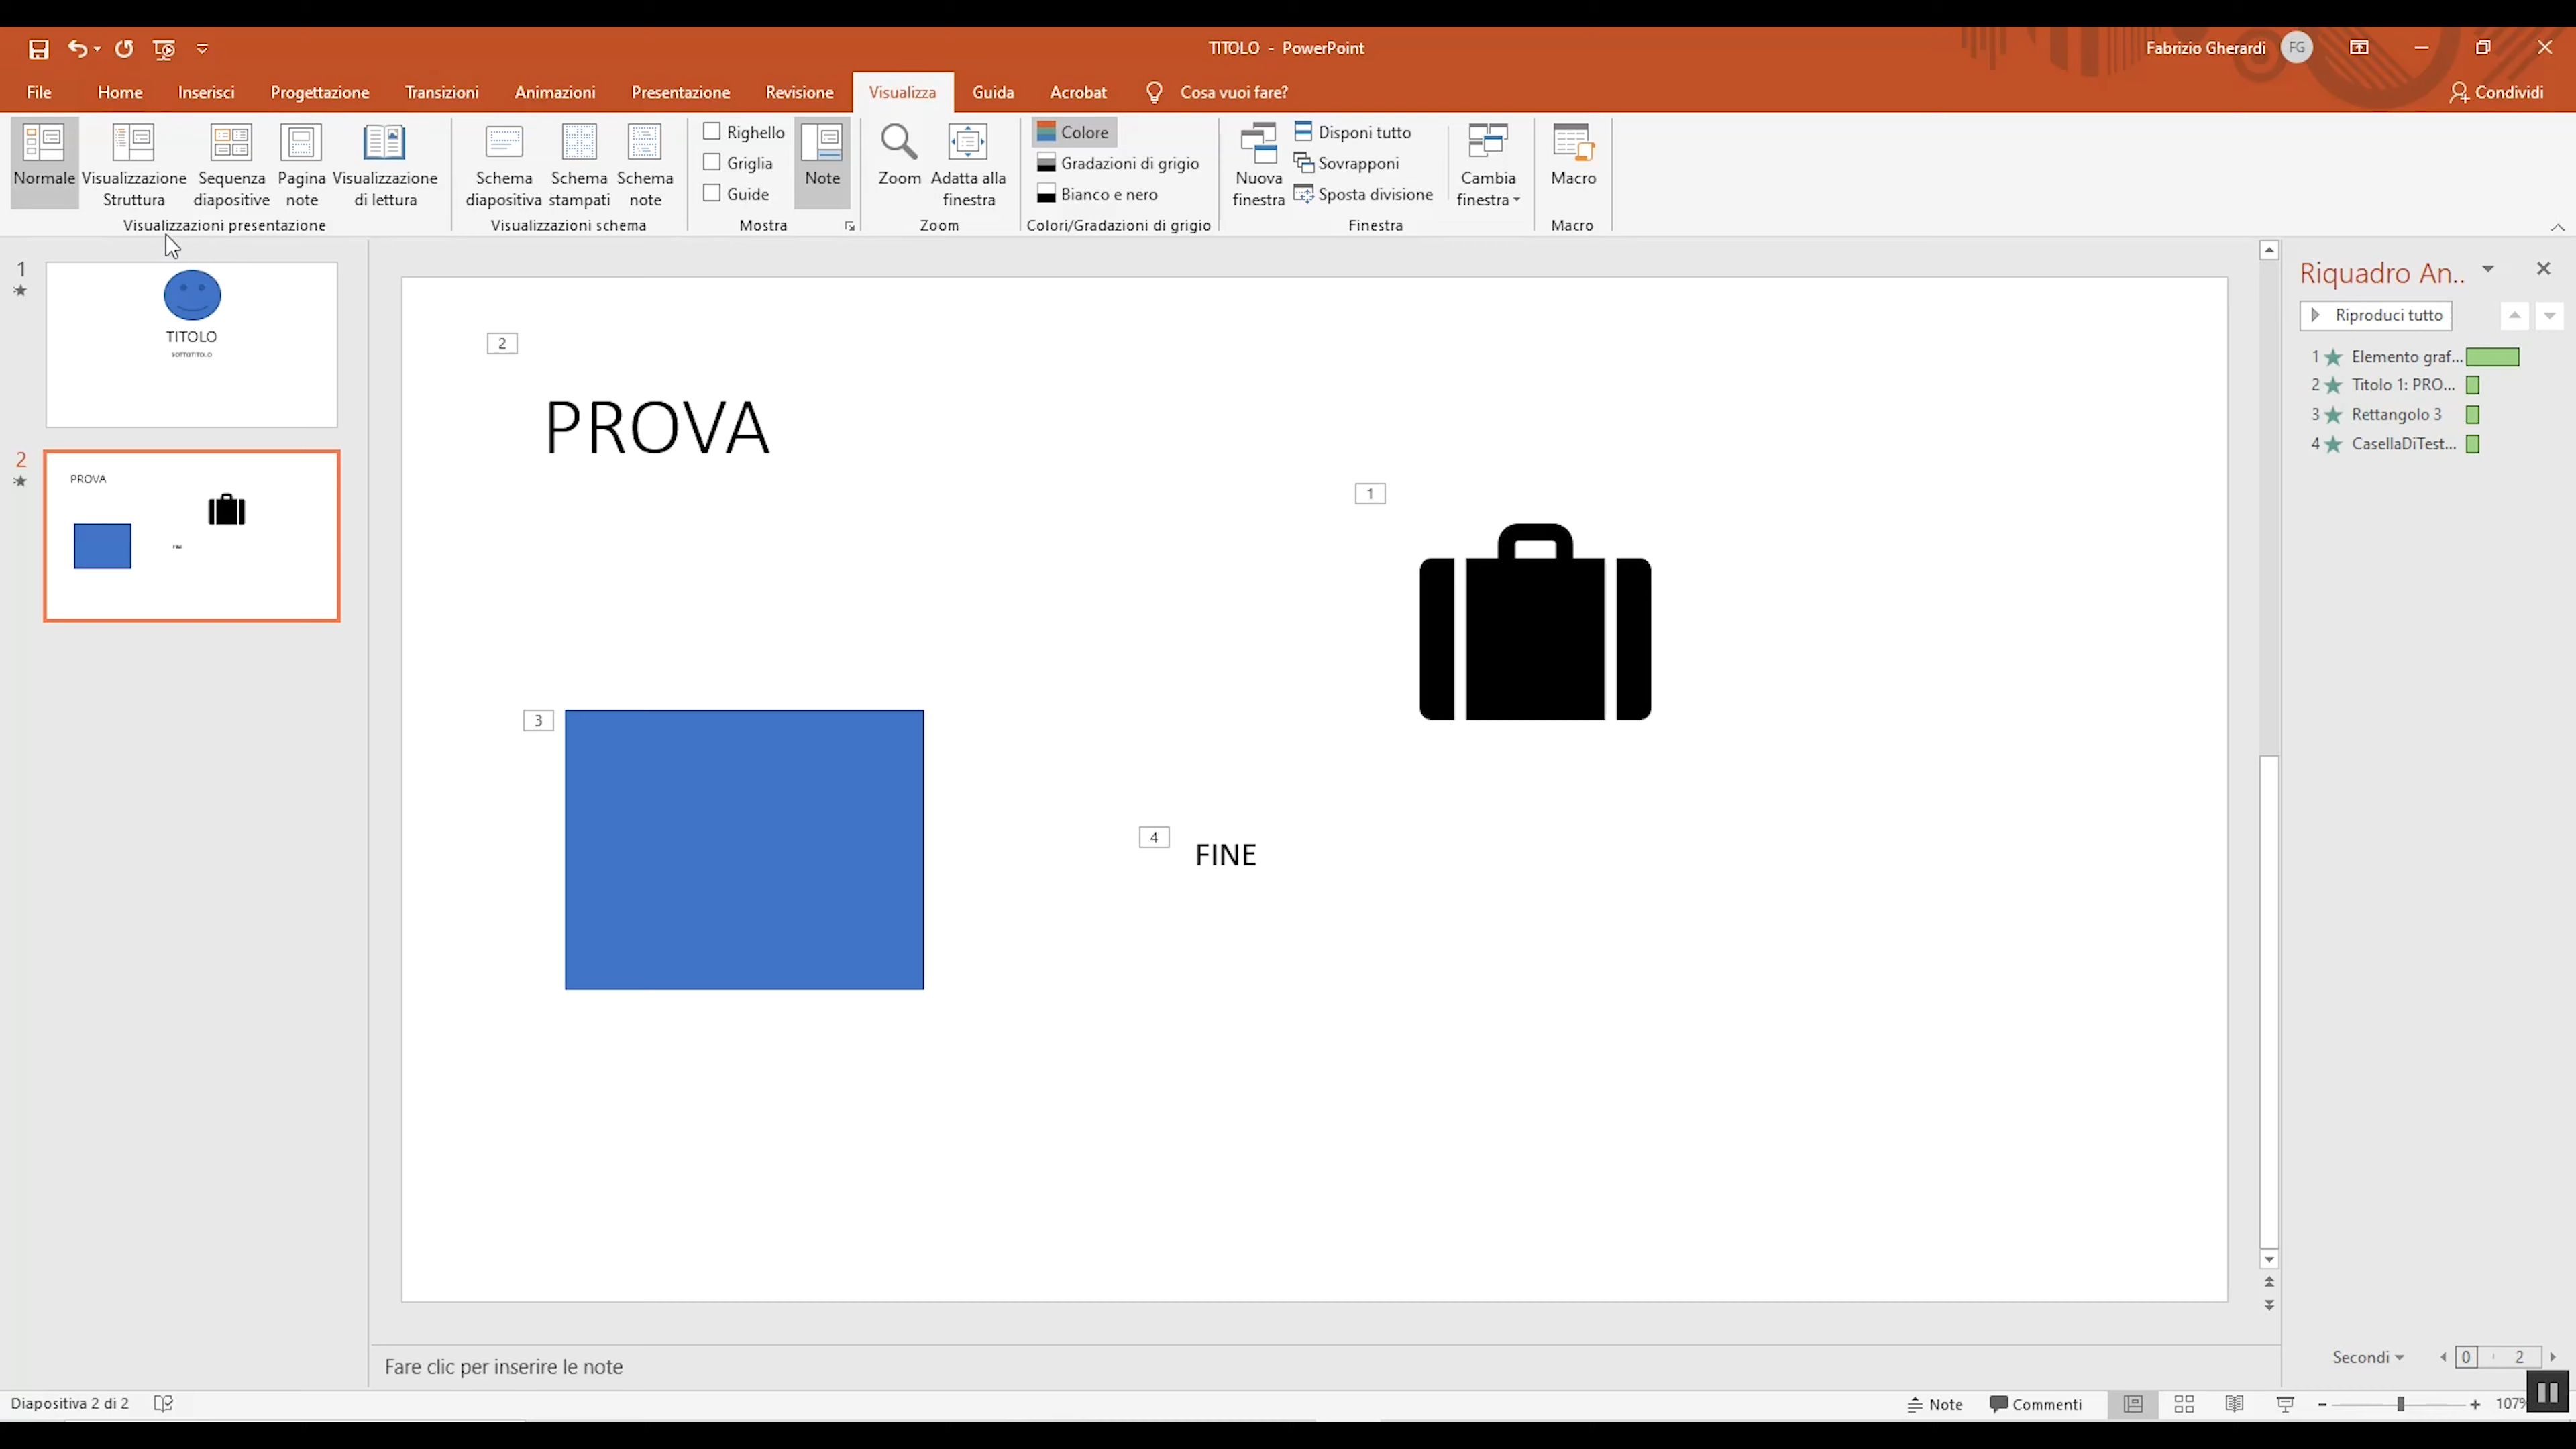 TITOLO - PowerPoint
Fabrizio Gherardi FG
File Home Inserisci Progettazione Transizioni Animazioni Presentazione Revisione Visualizza Guida Acrobat Cosa vuoi fare? Condividi
Normale
Visualizzazione
Struttura
Sequenza
diapositive
Pagina
note
Visualizzazione
di lettura
Visualizzazioni presentazione
Schema
diapositiva
Schema
stampati
Schema
note
Visualizzazioni schema
Righello
Griglia
Guide
Note
Mostra
Zoom
Adatta alla
finestra
Zoom
Colore
Gradazioni di grigio
Bianco e nero
Colori/Gradazioni di grigio
Nuova
finestra
Disponi tutto
Sovrapponi
Sposta divisione
Cambia
finestra
Finestra
Macro
Macro
1
TITOLO
SOTTOTITOLO
2
PROVA
FINE
2
PROVA
1
3
4
FINE
Riquadro An..
Riproduci tutto
1 Elemento graf...
2 Titolo 1: PRO...
3 Rettangolo 3
4 CasellaDiTest...
Secondi 0 2
Fare clic per inserire le note
Diapositiva 2 di 2
Note Commenti 107%